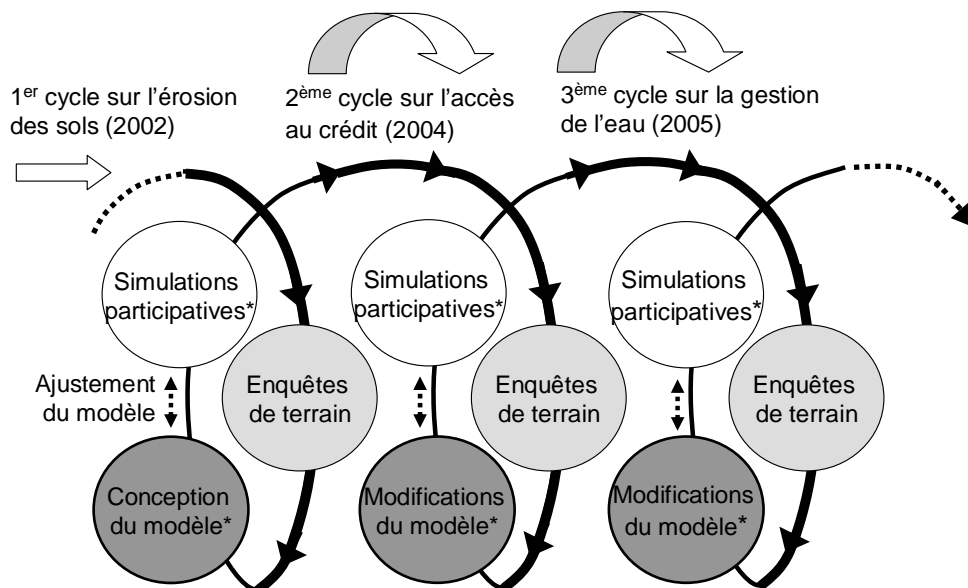 1er cycle sur l'érosion
des sols (2002)
2ème cycle sur l'accès
au crédit (2004)
3ème cycle sur la gestion
de l'eau (2005)
Simulations
participatives*
Simulations
participatives*
Simulations
participatives*
Ajustement
du modèle
Enquêtes
de terrain
Enquêtes
de terrain
Enquêtes
de terrain
Conception
du modèle*
Modifications
du modèle*
Modifications
du modèle*